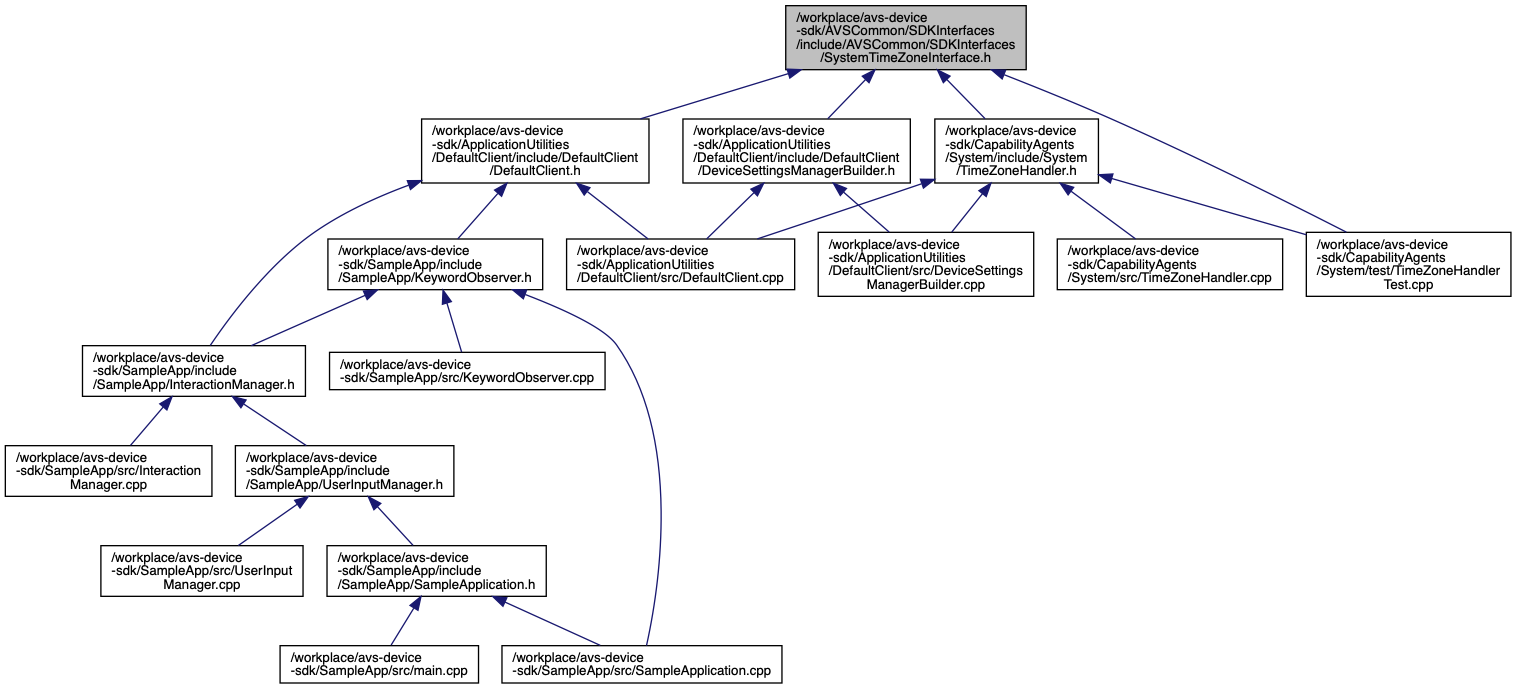 /workplace/avs-device
-sdk/AVSCommon/SDKInterfaces
/include/AVSCommon/SDKInterfaces
/SystemTimeZoneInterface.h
/workplace/avs-device
-sdk/ApplicationUtilities
/DefaultClient/include/DefaultClient
/DefaultClient.h
/workplace/avs-device
-sdk/ApplicationUtilities
/DefaultClient/include/DefaultClient
/DeviceSettingsManagerBuilder.h
/workplace/avs-device
-sdk/CapabilityAgents
/System/include/System
/TimeZoneHandler.h
/workplace/avs-device
-sdk/SampleApp/include
/SampleApp/KeywordObserver.h
/workplace/avs-device
-sdk/ApplicationUtilities
/DefaultClient/src/DefaultClient.cpp
/workplace/avs-device
-sdk/ApplicationUtilities
/DefaultClient/src/DeviceSettings
ManagerBuilder.cpp
/workplace/avs-device
-sdk/CapabilityAgents
/System/src/TimeZoneHandler.cpp
/workplace/avs-device
-sdk/CapabilityAgents
/System/test/TimeZoneHandler
Test.cpp
/workplace/avs-device
-sdk/SampleApp/include
/SampleApp/InteractionManager.h
/workplace/avs-device
-sdk/SampleApp/src/KeywordObserver.cpp
/workplace/avs-device
-sdk/SampleApp/src/Interaction
Manager.cpp
/workplace/avs-device
-sdk/SampleApp/include
/SampleApp/UserInputManager.h
/workplace/avs-device
-sdk/SampleApp/src/UserInput
Manager.cpp
/workplace/avs-device
-sdk/SampleApp/include
/SampleApp/SampleApplication.h
/workplace/avs-device
-sdk/SampleApp/src/main.cpp
/workplace/avs-device
-sdk/SampleApp/src/SampleApplication.cpp